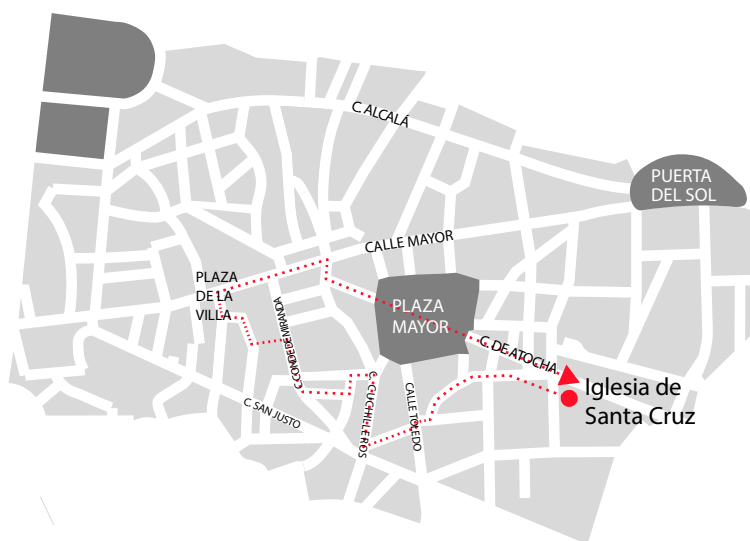 C. ALCALÁ
PUERTA
DEL SOL
CALLE MAYOR
PLAZA
DE LA
VILLA
PLAZA
MAYOR
C. CONDE DE MIRANDA
C. DE ATOCHA
Iglesia de
Santa Cruz
C. SAN JUSTO
C. CUCHILLEROS
CALLE TOLEDO